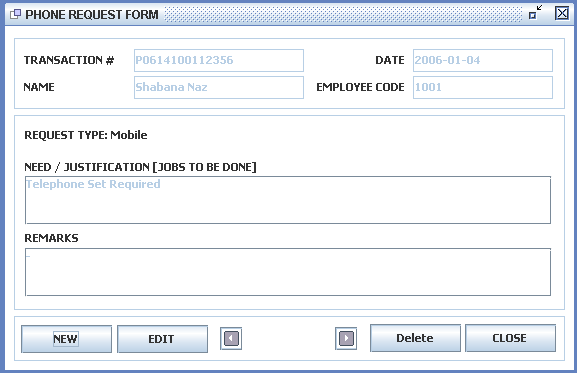 PHONE REQUEST FORM
TRANSACTION # P0614100112356 DATE 2006-01-04
NAME Shabana Naz EMPLOYEE CODE 1001
REQUEST TYPE: Mobile
NEED / JUSTIFICATION [JOBS TO BE DONE]
Telephone Set Required
REMARKS
-
NEW EDIT Delete CLOSE